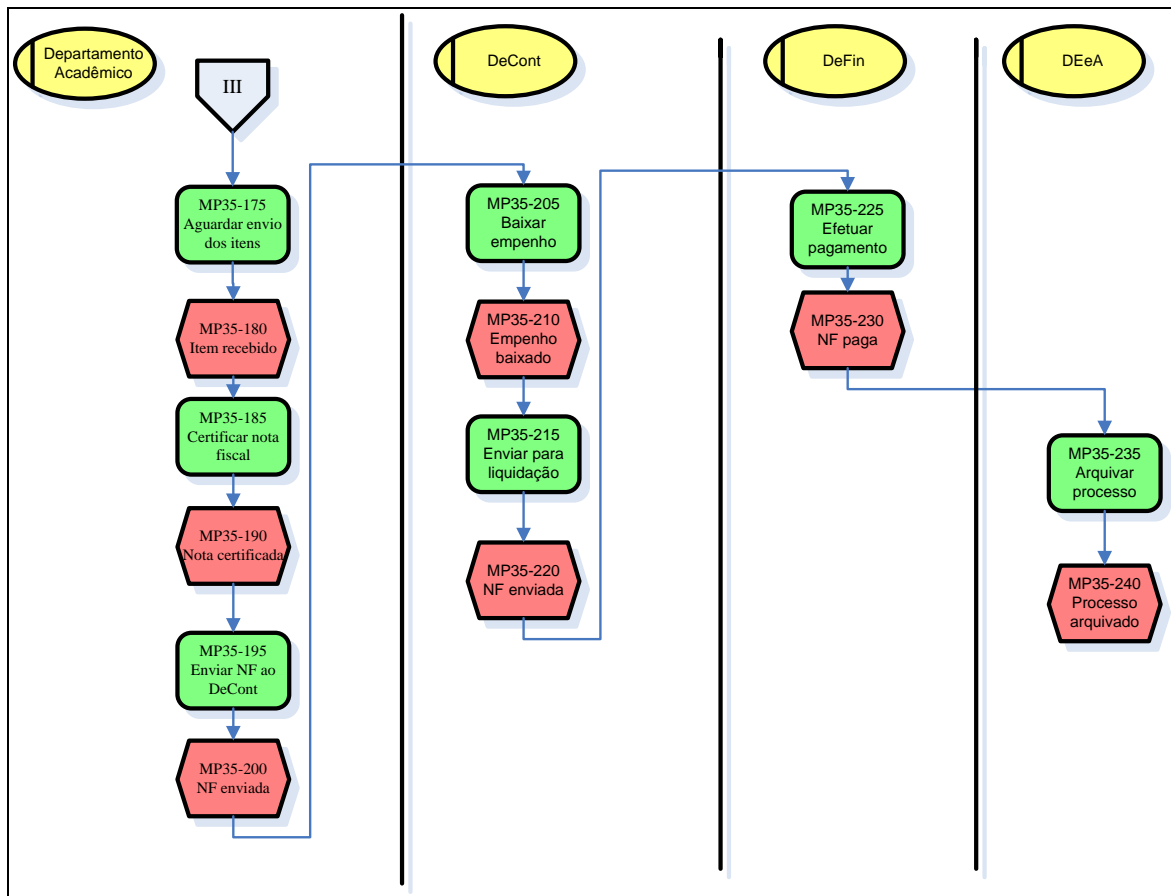 Departamento
Acadêmico
III
MP35-175
Aguardar envio
dos itens
MP35-180
Item recebido
MP35-185
Certificar nota
fiscal
MP35-190
Nota certificada
MP35-195
Enviar NF ao
DeCont
MP35-200
NF enviada
DeCont
MP35-205
Baixar
empenho
MP35-210
Empenho
baixado
MP35-215
Enviar para
liquidação
MP35-220
NF enviada
DeFin
MP35-225
Efetuar
pagamento
MP35-230
NF paga
DEeA
MP35-235
Arquivar
processo
MP35-240
Processo
arquivado